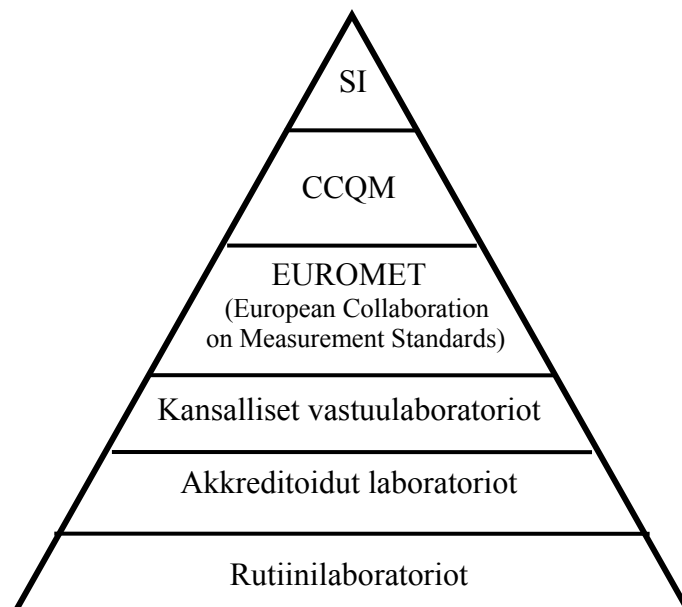 SI
CCQM
EUROMET
(European Collaboration
on Measurement Standards)
Kansalliset vastuulaboratoriot
Akkreditoidut laboratoriot
Rutiinilaboratoriot